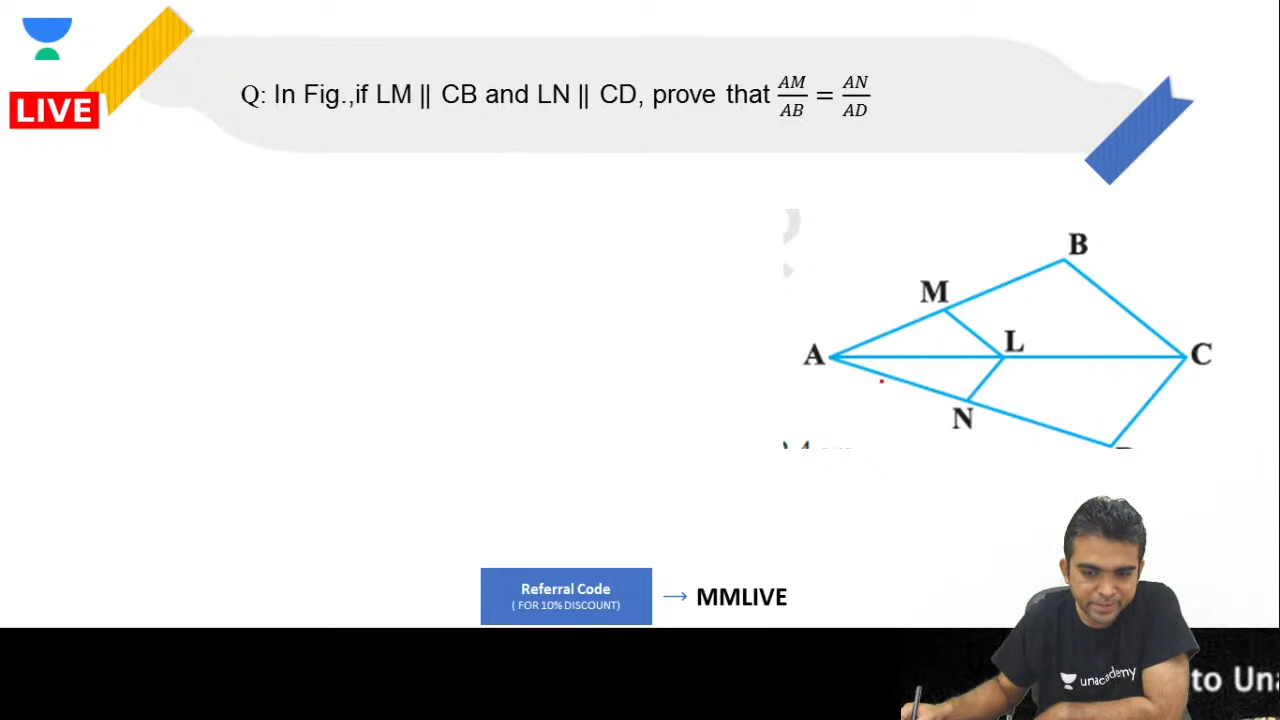 LIVE
Q: In Fig.,if LM || CB and LN || CD, prove that AM/AB = AN/AD
B
M
L
A
C
N
Referral Code
( FOR 10% DISCOUNT)
→ MMLIVE
unacademy
to Una